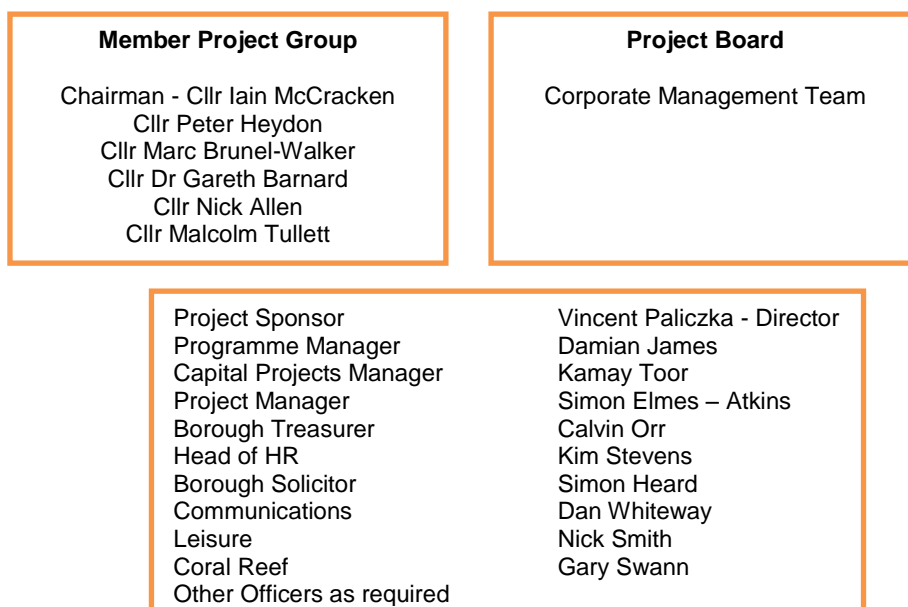 Member Project Group
Chairman - Cllr Iain McCracken
Cllr Peter Heydon
Cllr Marc Brunel-Walker
Cllr Dr Gareth Barnard
Cllr Nick Allen
Cllr Malcolm Tullett
Project Board
Corporate Management Team
Project Sponsor Vincent Paliczka - Director
Programme Manager Damian James
Capital Projects Manager Kamay Toor
Project Manager Simon Elmes – Atkins
Borough Treasurer Calvin Orr
Head of HR Kim Stevens
Borough Solicitor Simon Heard
Communications Dan Whiteway
Leisure Nick Smith
Coral Reef Gary Swann
Other Officers as required